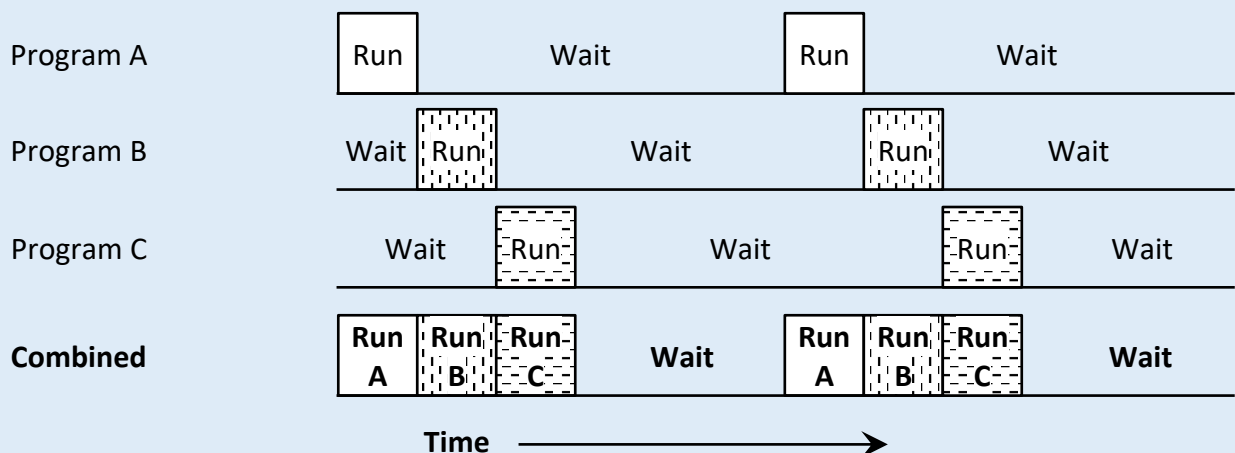 Program A Run Wait Run Wait
Program B Wait Run Wait Run Wait
Program C Wait Run Wait Run Wait
Combined Run A Run B Run C Wait Run A Run B Run C Wait
Time